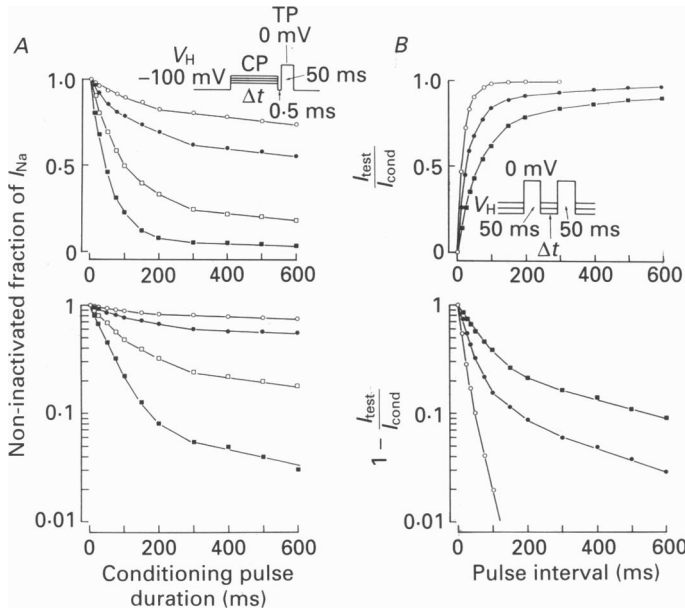 A
TP
0 mV
V_H
CP
−100 mV
50 ms
Δt
0·5 ms
1.0
0.5
0
0 200 400 600
Non-inactivated fraction of I_Na
1
0.1
0·01
0 200 400 600
Conditioning pulse
duration (ms)
B
1.0
0.5
0
I_test
I_cond
0 mV
V_H
50 ms
50 ms
Δt
0 200 400 600
1
0.1
0.01
1 − I_test
I_cond
0 200 400 600
Pulse interval (ms)